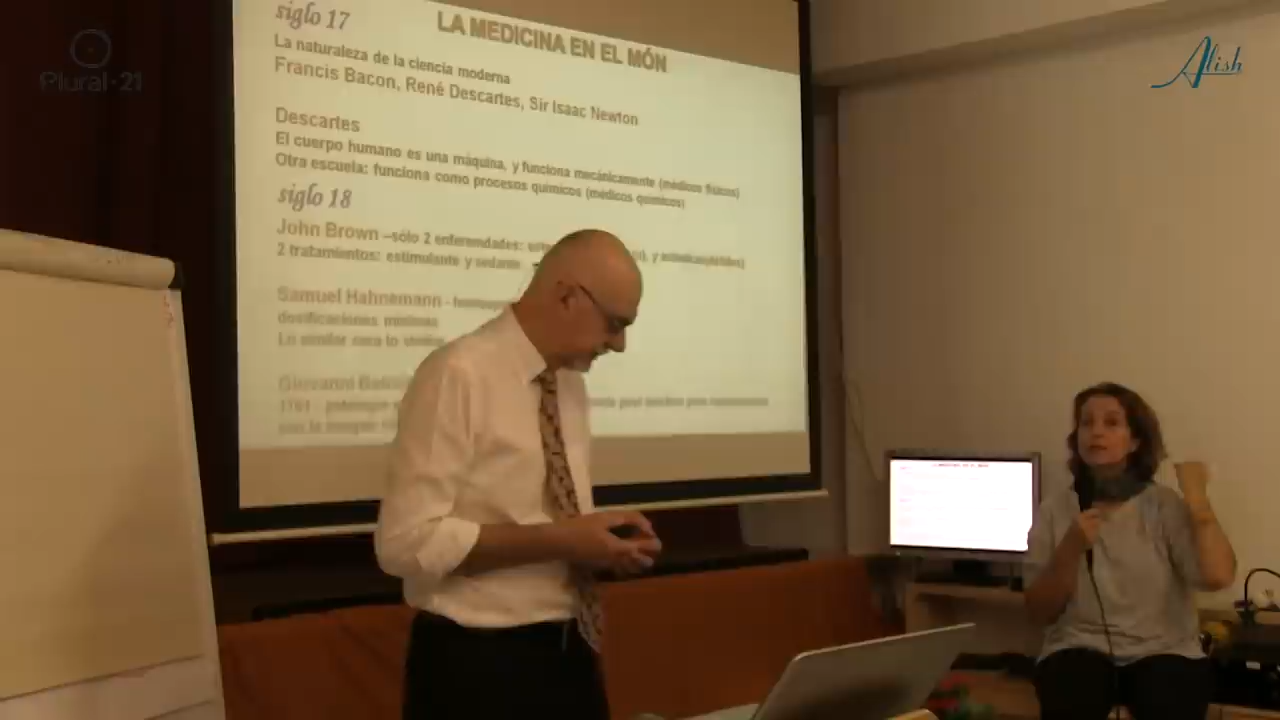 Plural·21
Alish
siglo 17
LA MEDICINA EN EL MÓN
La naturaleza de la ciencia moderna
Francis Bacon, René Descartes, Sir Isaac Newton
Descartes
El cuerpo humano es una máquina, y funciona mecánicamente (médicos físicos)
Otra escuela: funciona como procesos químicos (médicos químicos)
siglo 18
John Brown –sólo 2 enfermdades:
2 tratamientos: estimulante y sedante
Samuel Hahnemann -
dosificaciones mínimas
Lo similar cura lo
Giovanni